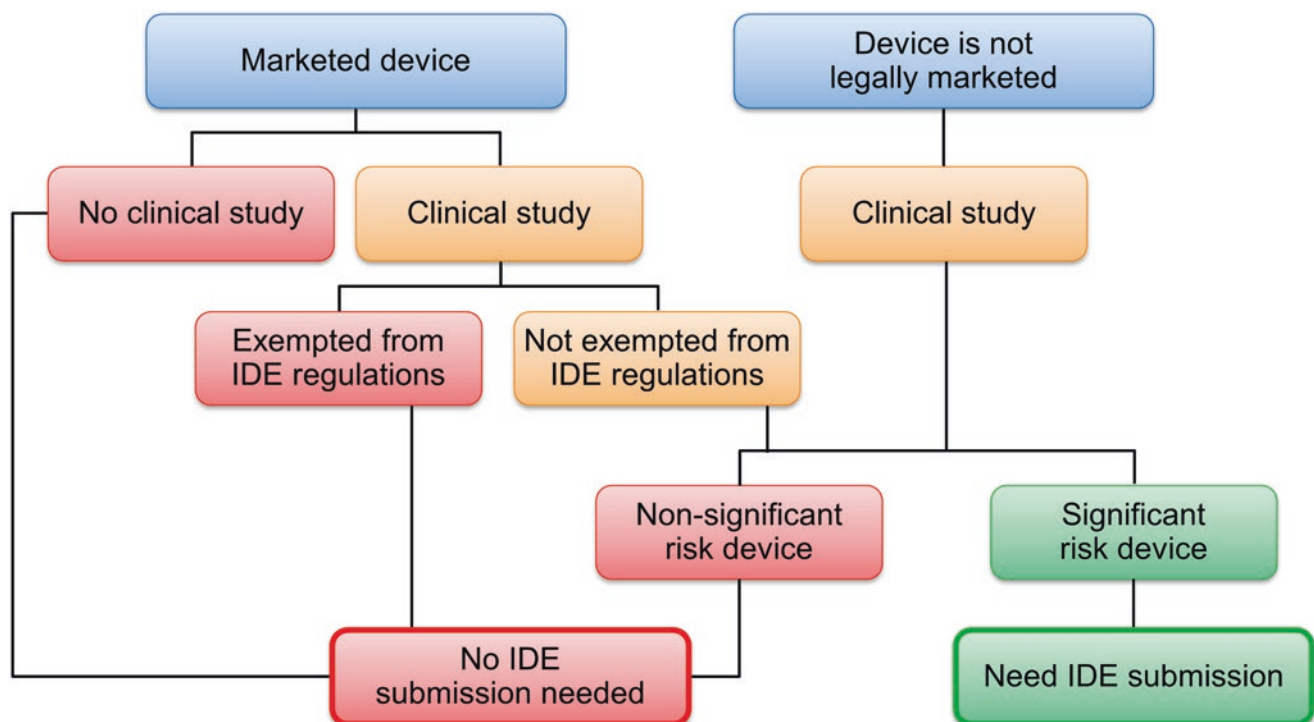 Marketed device
Device is not
legally marketed
No clinical study
Clinical study
Clinical study
Exempted from
IDE regulations
Not exempted from
IDE regulations
Non-significant
risk device
Significant
risk device
No IDE
submission needed
Need IDE submission